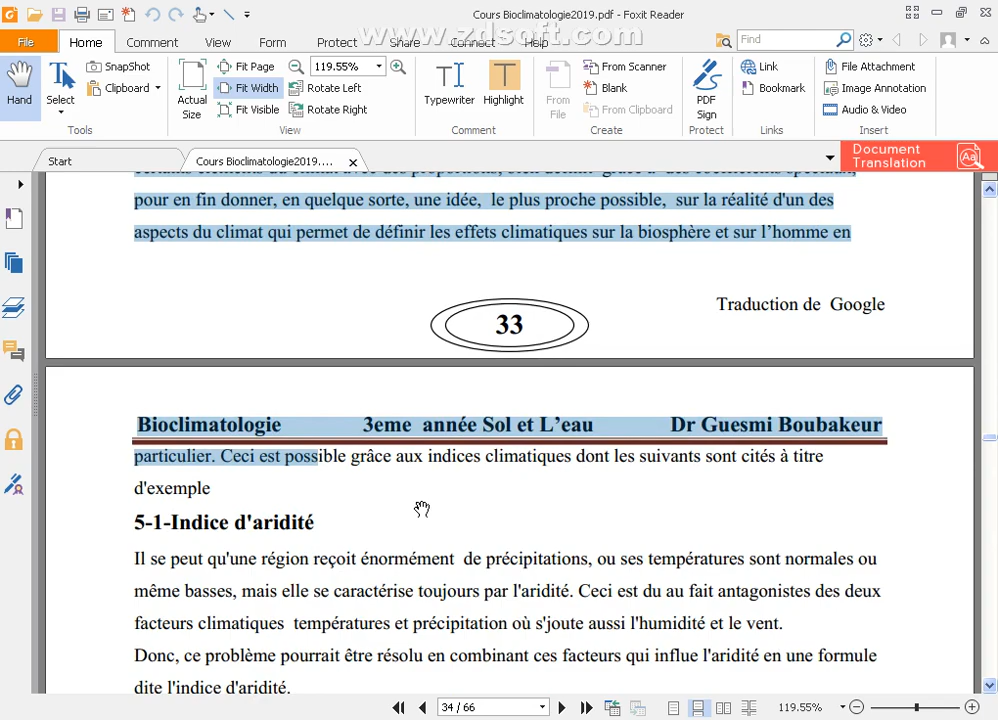 Cours Bioclimatologie2019.pdf - Foxit Reader
www.zdsoft.com
File Home Comment View Form Protect Share Connect Help Find
Hand Select SnapShot Clipboard Actual Size Fit Page Fit Width Fit Visible 119.55% Rotate Left Rotate Right Typewriter Highlight From File From Scanner Blank From Clipboard PDF Sign Link Bookmark File Attachment Image Annotation Audio & Video
Tools View Comment Create Protect Links Insert
Start Cours Bioclimatologie2019.... Document Translation
pour en fin donner, en quelque sorte, une idée, le plus proche possible, sur la réalité d'un des
aspects du climat qui permet de définir les effets climatiques sur la biosphère et sur l’homme en
Traduction de Google
33
Bioclimatologie 3eme année Sol et L’eau Dr Guesmi Boubakeur
particulier. Ceci est possible grâce aux indices climatiques dont les suivants sont cités à titre
d'exemple
5-1-Indice d'aridité
Il se peut qu'une région reçoit énormément de précipitations, ou ses températures sont normales ou
même basses, mais elle se caractérise toujours par l'aridité. Ceci est du au fait antagonistes des deux
facteurs climatiques températures et précipitation où s'joute aussi l'humidité et le vent.
Donc, ce problème pourrait être résolu en combinant ces facteurs qui influe l'aridité en une formule
dite l'indice d'aridité.
34 / 66 119.55%